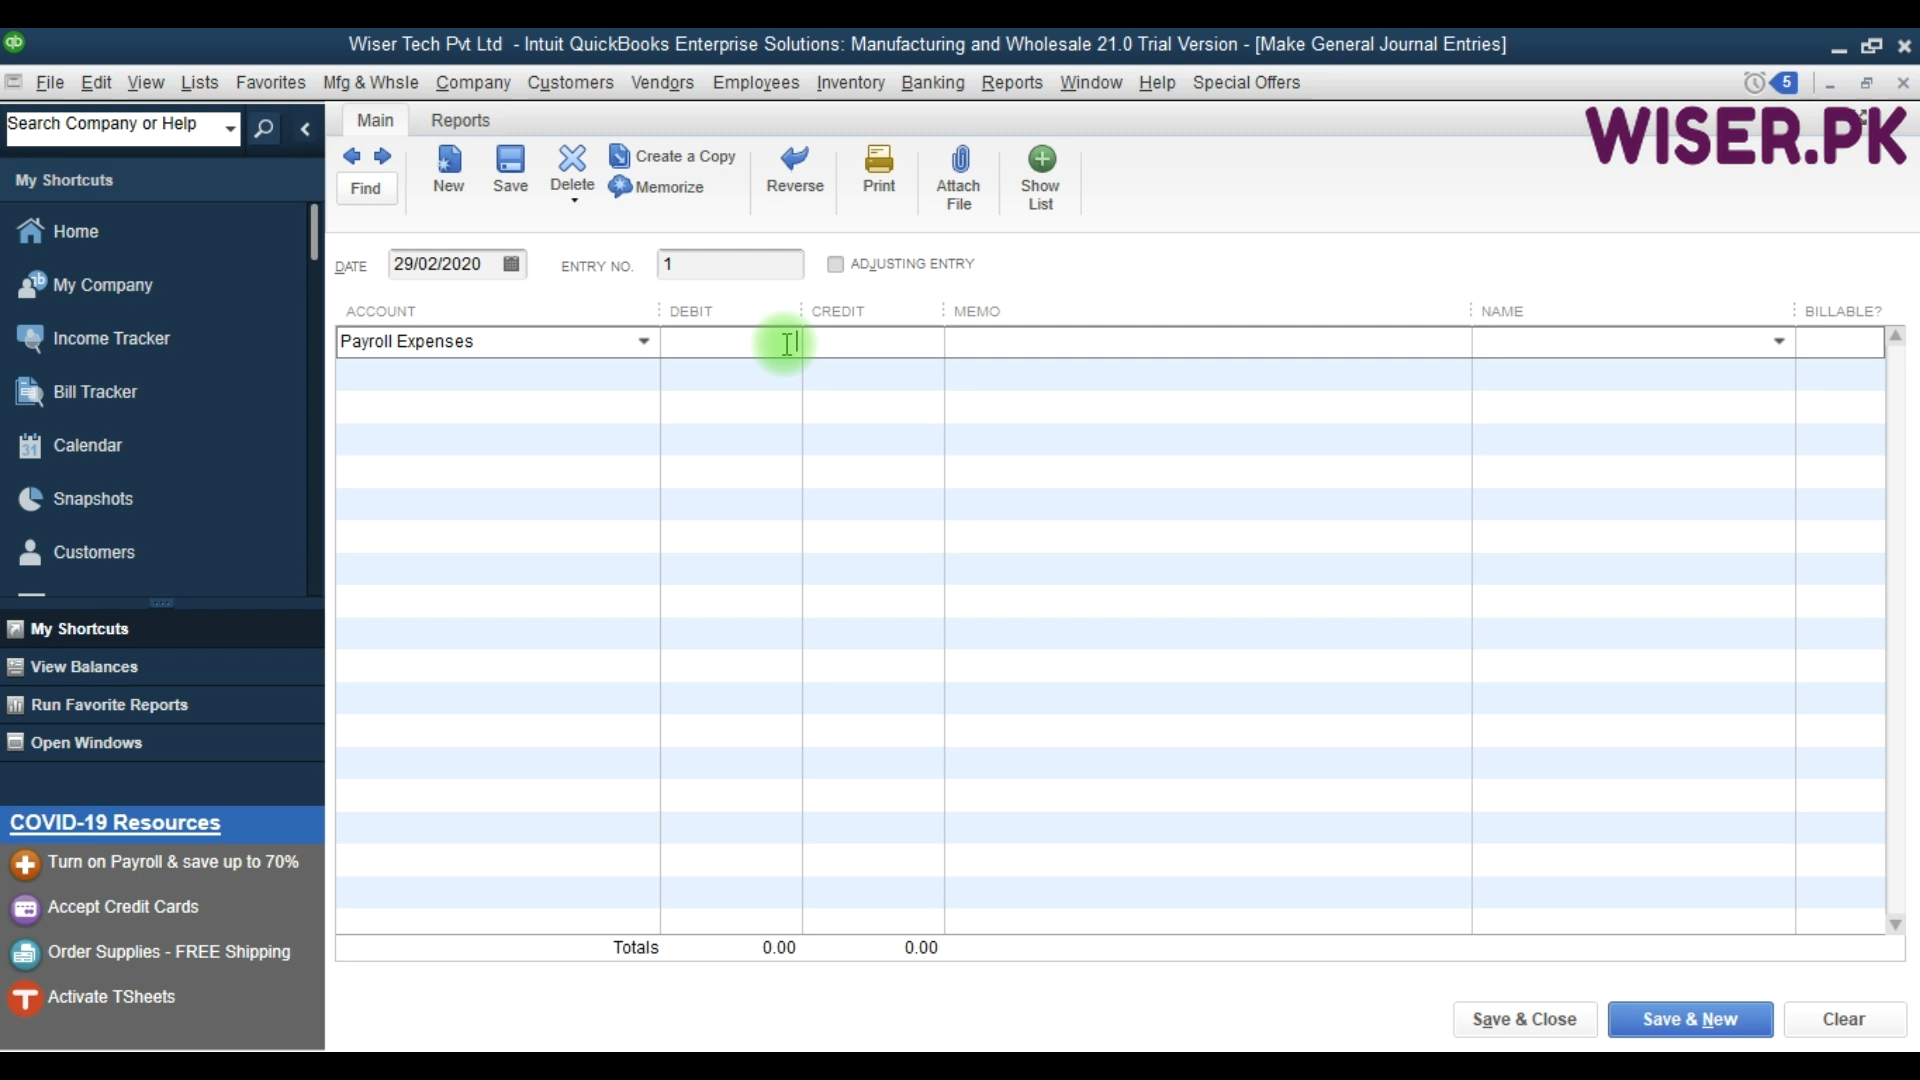 qb
Wiser Tech Pvt Ltd - Intuit QuickBooks Enterprise Solutions: Manufacturing and Wholesale 21.0 Trial Version - [Make General Journal Entries]
File Edit View Lists Favorites Mfg & Whsle Company Customers Vendors Employees Inventory Banking Reports Window Help Special Offers 5
Search Company or Help
Main Reports
WISER.PK
Find
New
Save
Delete
Create a Copy
Memorize
Reverse
Print
Attach
File
Show
List
My Shortcuts
Home
My Company
Income Tracker
Bill Tracker
31 Calendar
Snapshots
Customers
My Shortcuts
View Balances
Run Favorite Reports
Open Windows
COVID-19 Resources
Turn on Payroll & save up to 70%
Accept Credit Cards
Order Supplies - FREE Shipping
Activate TSheets
DATE 29/02/2020 ENTRY NO. 1 ADJUSTING ENTRY
ACCOUNT DEBIT CREDIT MEMO NAME BILLABLE?
Payroll Expenses
Totals 0.00 0.00
Save & Close Save & New Clear